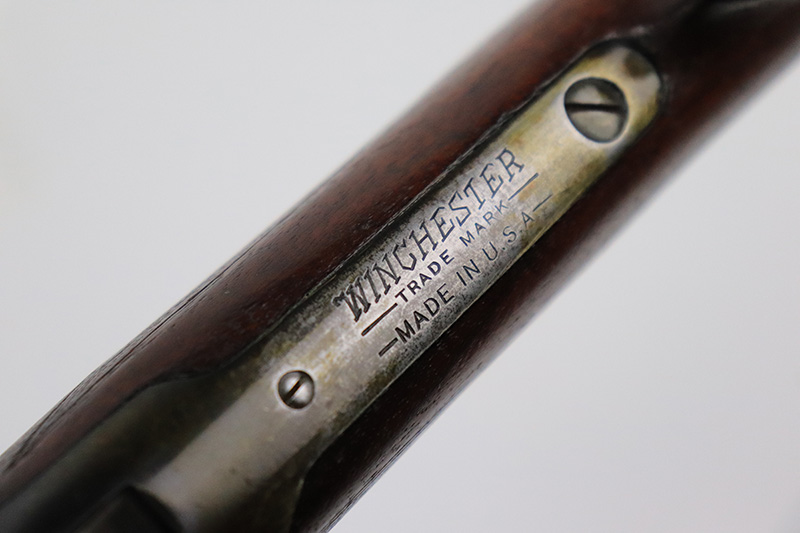 WINCHESTER
—TRADE MARK—
—MADE IN U.S.A—